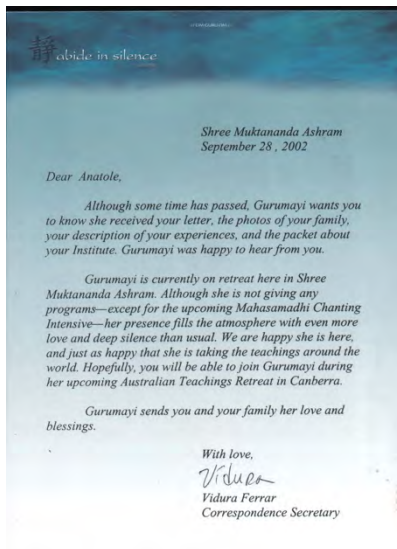 靜 abide in silence
Shree Muktananda Ashram
September 28 , 2002
Dear Anatole,
Although some time has passed, Gurumayi wants you
to know she received your letter, the photos of your family,
your description of your experiences, and the packet about
your Institute. Gurumayi was happy to hear from you.
Gurumayi is currently on retreat here in Shree
Muktananda Ashram. Although she is not giving any
programs—except for the upcoming Mahasamadhi Chanting
Intensive—her presence fills the atmosphere with even more
love and deep silence than usual. We are happy she is here,
and just as happy that she is taking the teachings around the
world. Hopefully, you will be able to join Gurumayi during
her upcoming Australian Teachings Retreat in Canberra.
Gurumayi sends you and your family her love and
blessings.
With love,
Vidura
Vidura Ferrar
Correspondence Secretary